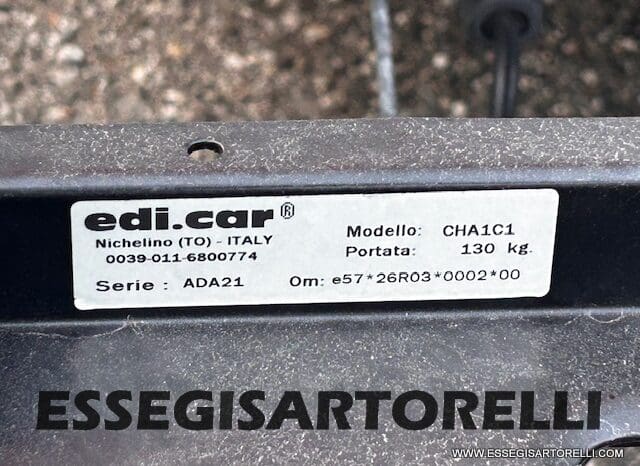 edi.car®
Nichelino (TO) - ITALY
0039-011-6800774
Serie : ADA21
Modello: CHA1C1
Portata: 130 kg.
Om: e57*26R03*0002*00
ESSEGISARTORELLI
WWW.ESSEGISARTORELLI.COM